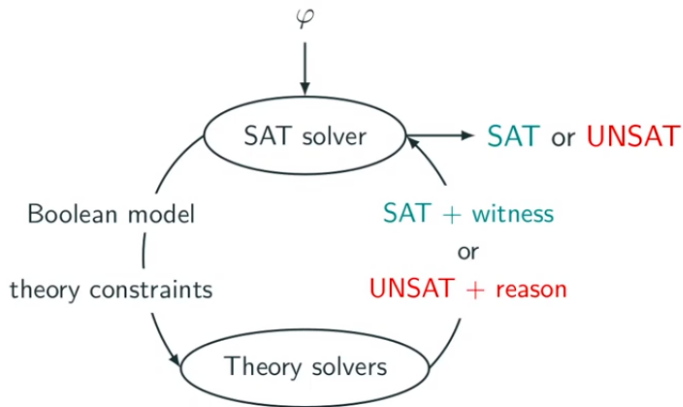 φ
SAT solver
SAT or UNSAT
Boolean model
theory constraints
SAT + witness
or
UNSAT + reason
Theory solvers